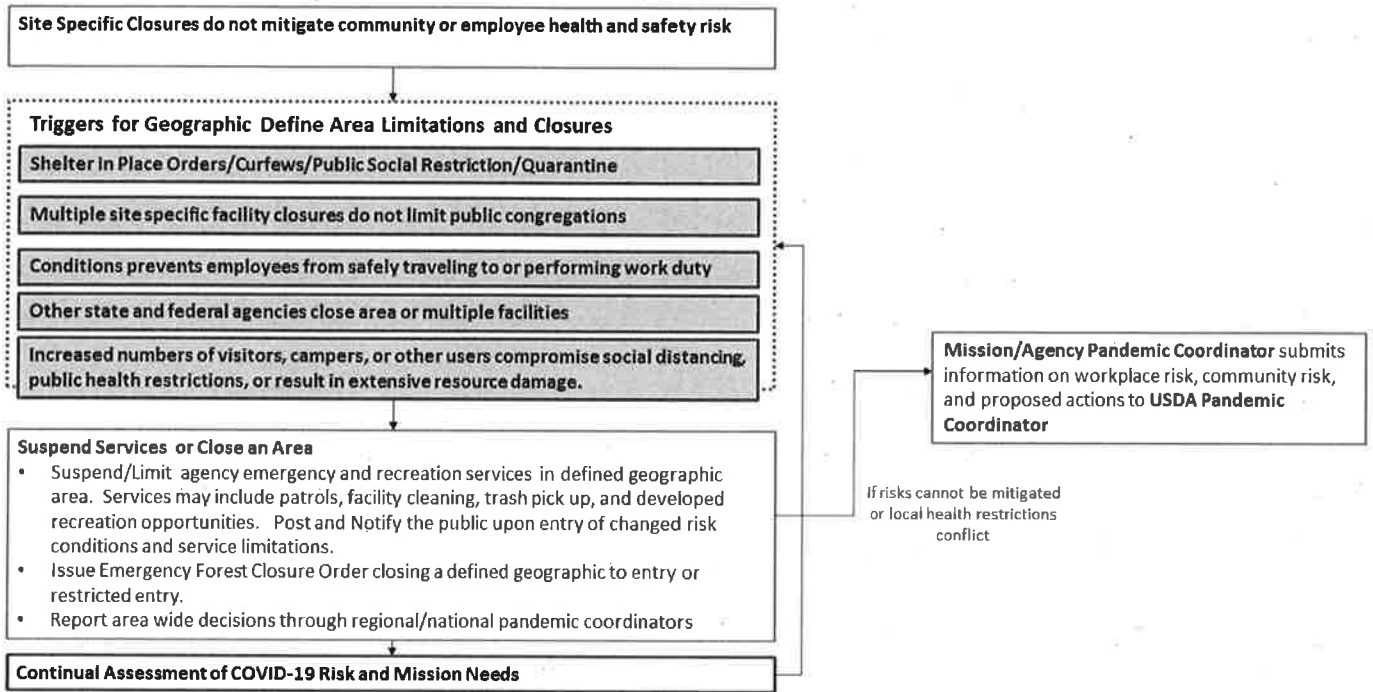 Site Specific Closures do not mitigate community or employee health and safety risk
Triggers for Geographic Define Area Limitations and Closures
Shelter in Place Orders/Curfews/Public Social Restriction/Quarantine
Multiple site specific facility closures do not limit public congregations
Conditions prevents employees from safely traveling to or performing work duty
Other state and federal agencies close area or multiple facilities
Increased numbers of visitors, campers, or other users compromise social distancing,
public health restrictions, or result in extensive resource damage.
Suspend Services or Close an Area
• Suspend/Limit agency emergency and recreation services in defined geographic
area. Services may include patrols, facility cleaning, trash pick up, and developed
recreation opportunities. Post and Notify the public upon entry of changed risk
conditions and service limitations.
• Issue Emergency Forest Closure Order closing a defined geographic to entry or
restricted entry.
• Report area wide decisions through regional/national pandemic coordinators
Continual Assessment of COVID-19 Risk and Mission Needs
If risks cannot be mitigated
or local health restrictions
conflict
Mission/Agency Pandemic Coordinator submits
information on workplace risk, community risk,
and proposed actions to USDA Pandemic
Coordinator